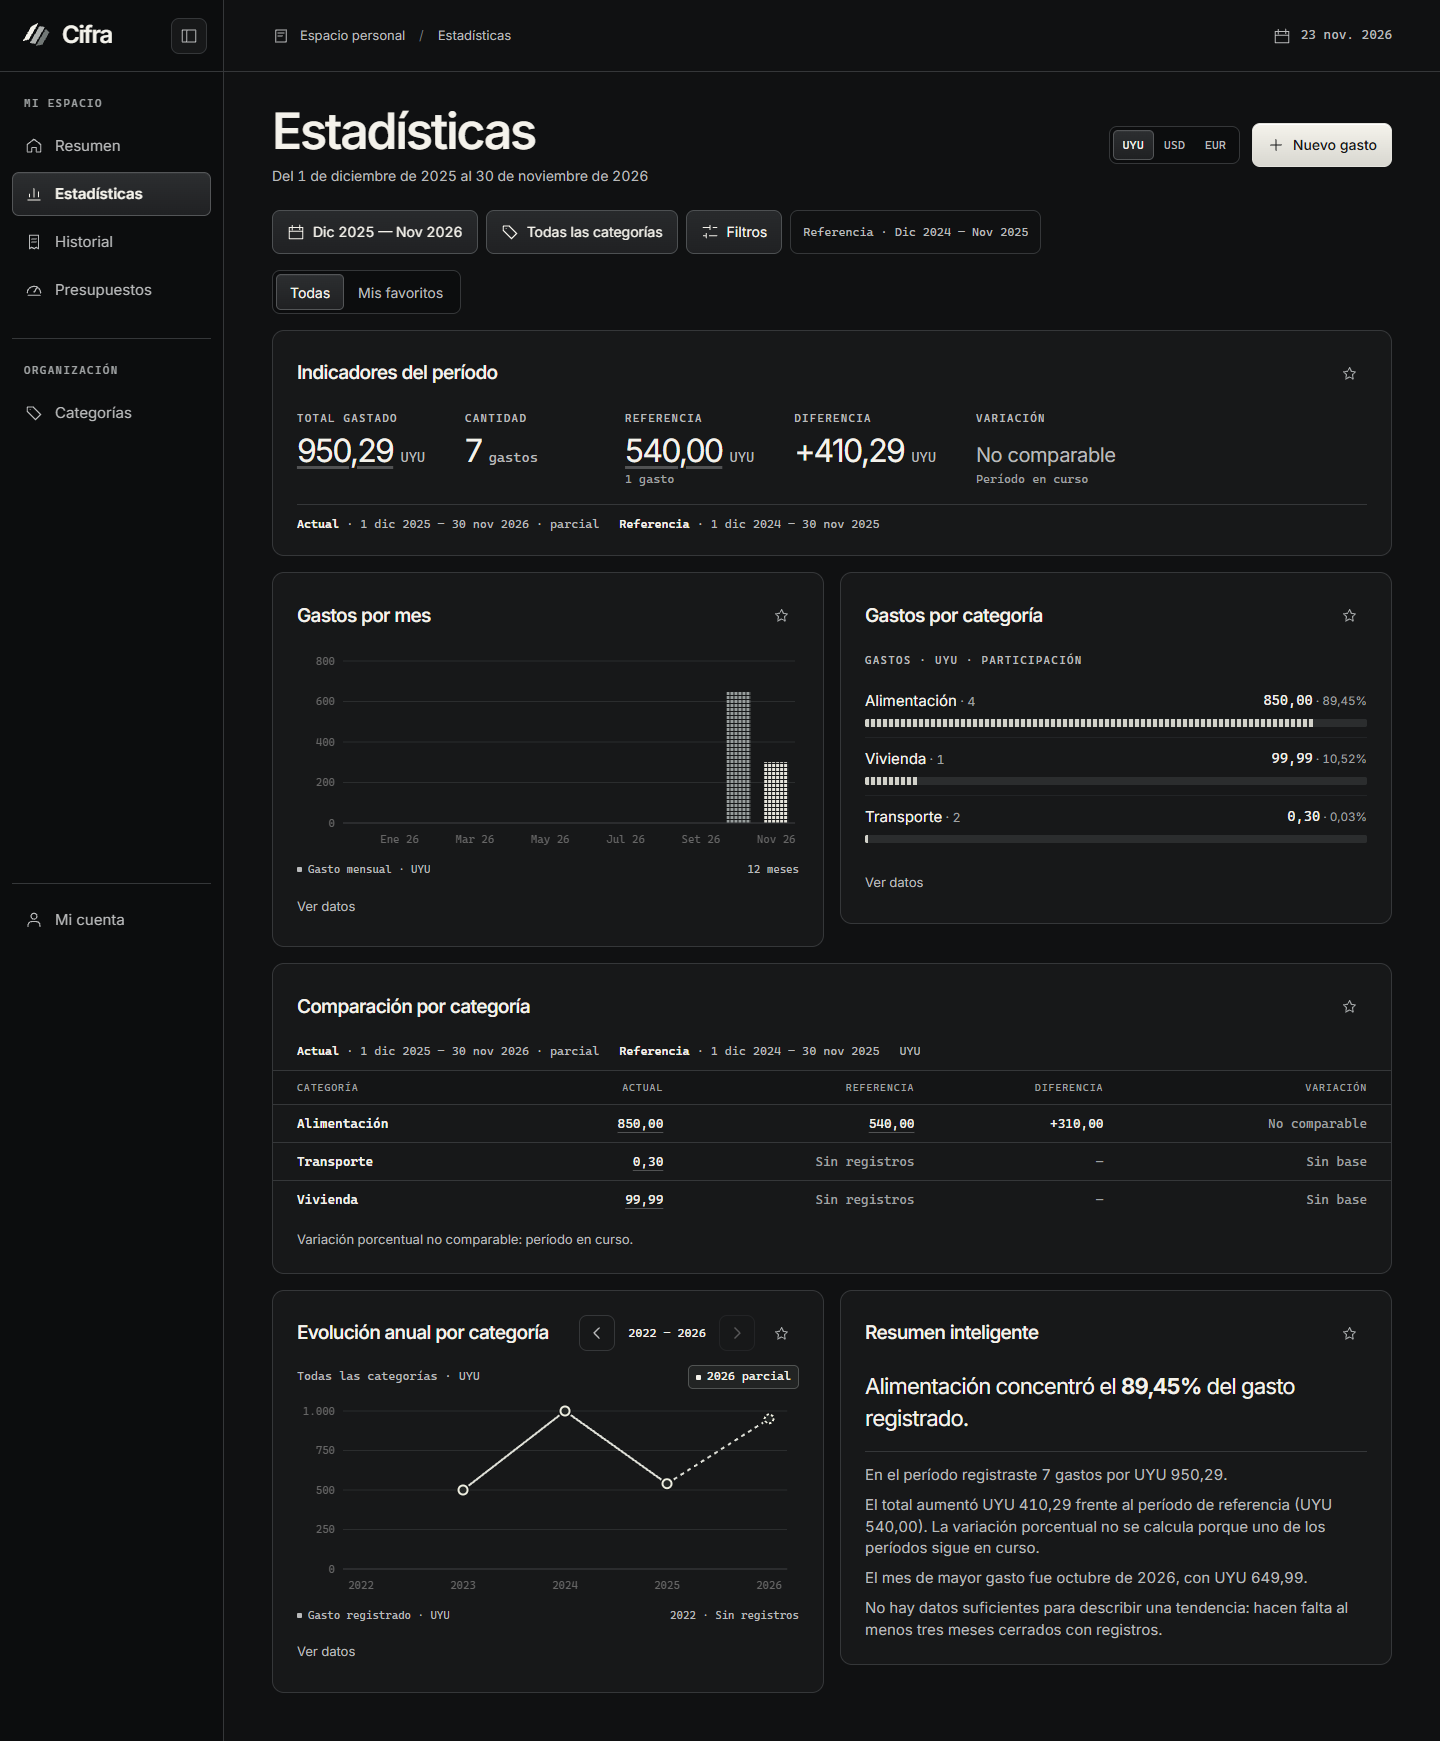 Cifra
Espacio personal / Estadísticas
23 nov. 2026
MI ESPACIO
Resumen
Estadísticas
Historial
Presupuestos
ORGANIZACIÓN
Categorías
Mi cuenta
Estadísticas
Del 1 de diciembre de 2025 al 30 de noviembre de 2026
UYU USD EUR
Nuevo gasto
Dic 2025 — Nov 2026
Todas las categorías
Filtros
Referencia · Dic 2024 — Nov 2025
Todas
Mis favoritos
Indicadores del período
TOTAL GASTADO
950,29 UYU
CANTIDAD
7 gastos
REFERENCIA
540,00 UYU
1 gasto
DIFERENCIA
+410,29 UYU
VARIACIÓN
No comparable
Período en curso
Actual · 1 dic 2025 — 30 nov 2026 · parcial Referencia · 1 dic 2024 — 30 nov 2025
Gastos por mes
800
600
400
200
0
Ene 26 Mar 26 May 26 Jul 26 Set 26 Nov 26
Gasto mensual · UYU
12 meses
Ver datos
Gastos por categoría
GASTOS · UYU · PARTICIPACIÓN
Alimentación · 4 850,00 · 89,45%
Vivienda · 1 99,99 · 10,52%
Transporte · 2 0,30 · 0,03%
Ver datos
Comparación por categoría
Actual · 1 dic 2025 — 30 nov 2026 · parcial Referencia · 1 dic 2024 — 30 nov 2025 UYU
CATEGORÍA ACTUAL REFERENCIA DIFERENCIA VARIACIÓN
Alimentación 850,00 540,00 +310,00 No comparable
Transporte 0,30 Sin registros — Sin base
Vivienda 99,99 Sin registros — Sin base
Variación porcentual no comparable: período en curso.
Evolución anual por categoría
2022 — 2026
Todas las categorías · UYU
2026 parcial
1.000
750
500
250
0
2022 2023 2024 2025 2026
Gasto registrado · UYU
2022 · Sin registros
Ver datos
Resumen inteligente
Alimentación concentró el 89,45% del gasto
registrado.
En el período registraste 7 gastos por UYU 950,29.
El total aumentó UYU 410,29 frente al período de referencia (UYU
540,00). La variación porcentual no se calcula porque uno de los
períodos sigue en curso.
El mes de mayor gasto fue octubre de 2026, con UYU 649,99.
No hay datos suficientes para describir una tendencia: hacen falta al
menos tres meses cerrados con registros.